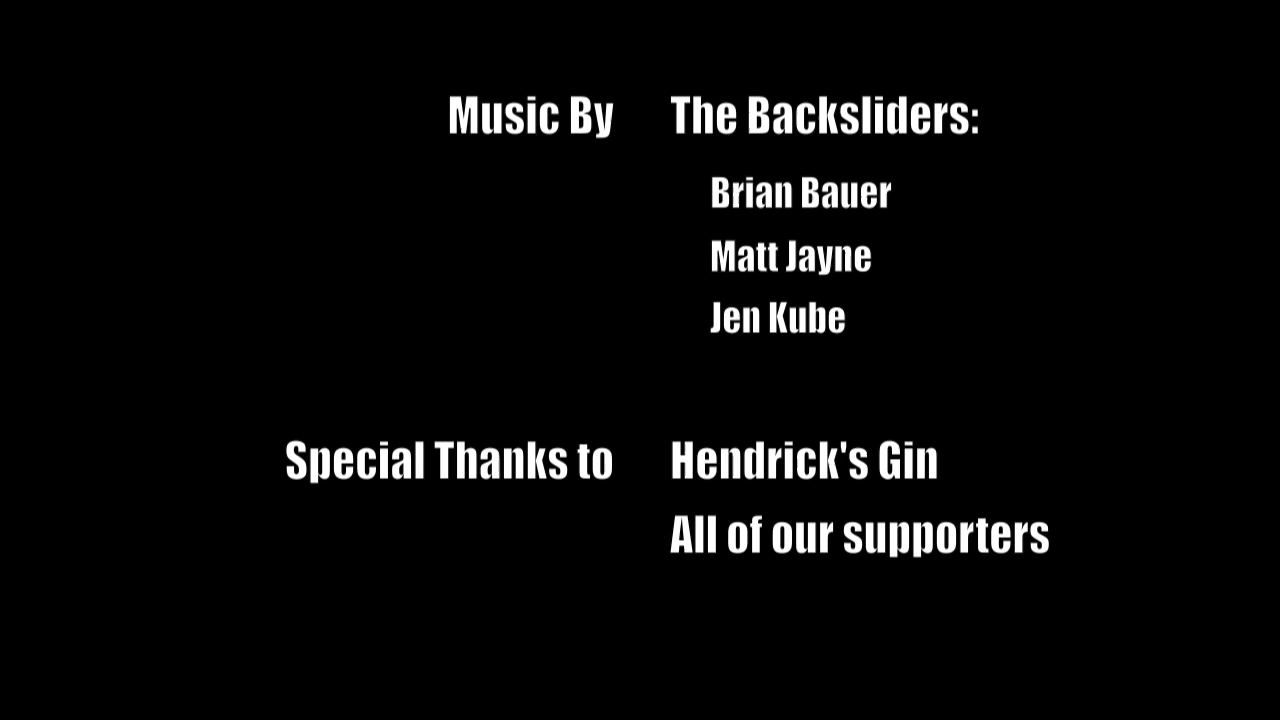 Music By The Backsliders:
Brian Bauer
Matt Jayne
Jen Kube
Special Thanks to Hendrick's Gin
All of our supporters